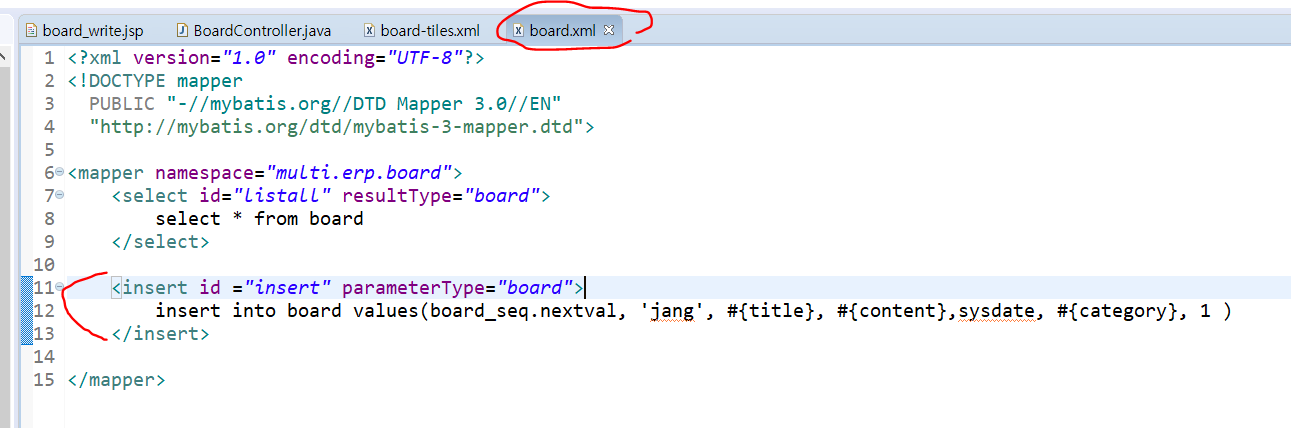 board_write.jsp BoardController.java board-tiles.xml board.xml
1 <?xml version="1.0" encoding="UTF-8"?>
2 <!DOCTYPE mapper
3 PUBLIC "-//mybatis.org//DTD Mapper 3.0//EN"
4 "http://mybatis.org/dtd/mybatis-3-mapper.dtd">
5
6 <mapper namespace="multi.erp.board">
7 <select id="listall" resultType="board">
8 select * from board
9 </select>
10
11 <insert id ="insert" parameterType="board">
12 insert into board values(board_seq.nextval, 'jang', #{title}, #{content},sysdate, #{category}, 1 )
13 </insert>
14
15 </mapper>